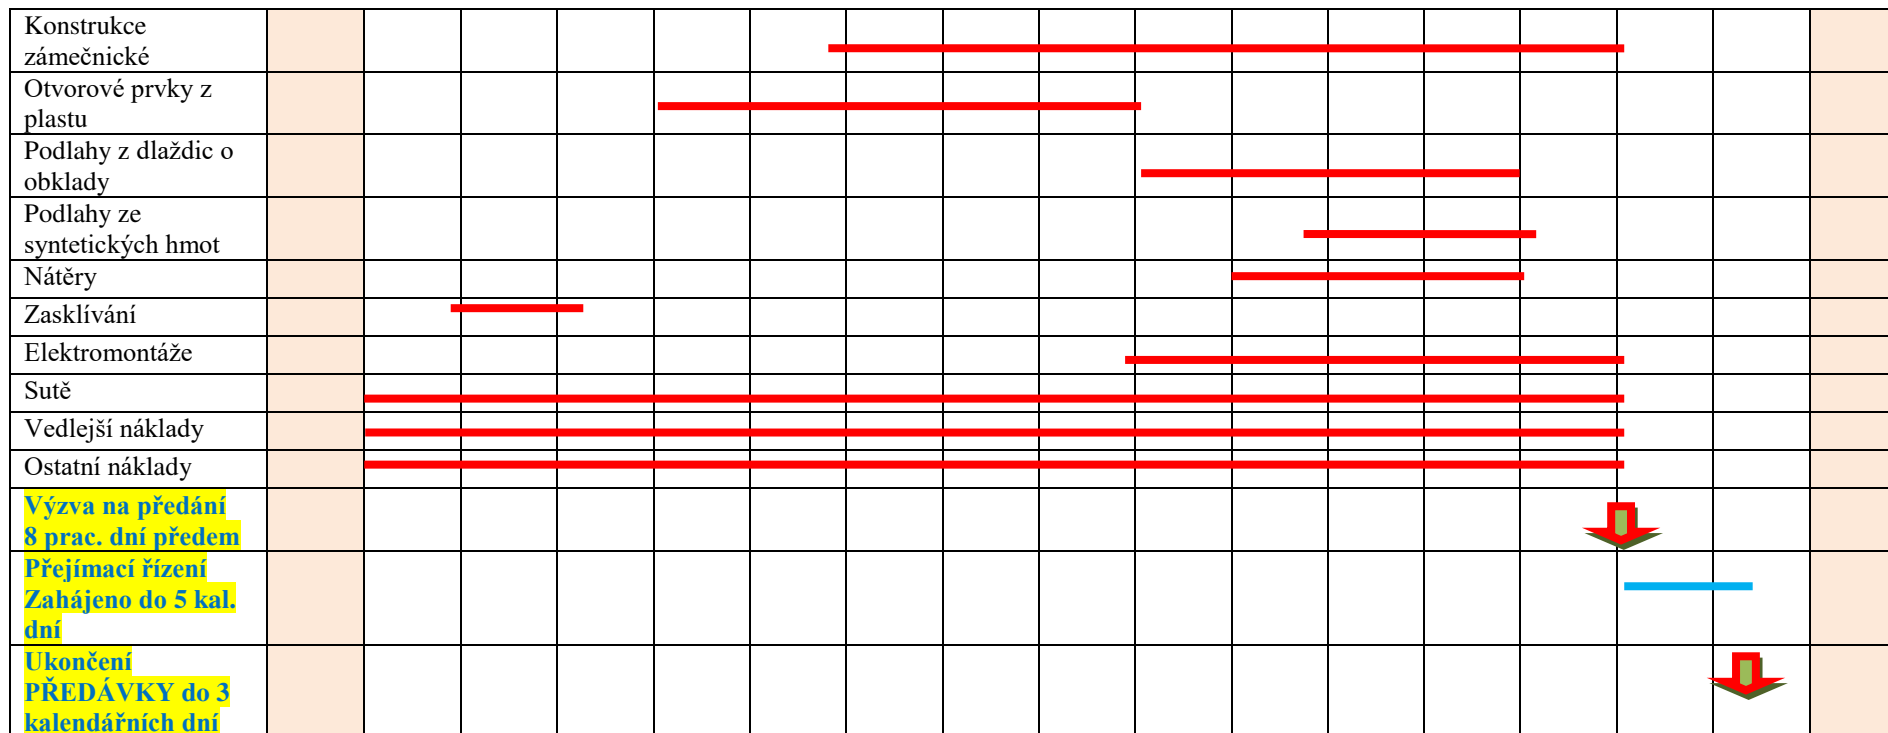 Konstrukce
zámečnické
Otvorové prvky z
plastu
Podlahy z dlaždic o
obklady
Podlahy ze
syntetických hmot
Nátěry
Zasklívání
Elektromontáže
Sutě
Vedlejší náklady
Ostatní náklady
Výzva na předání
8 prac. dní předem
Přejímací řízení
Zahájeno do 5 kal.
dní
Ukončení
PŘEDÁVKY do 3
kalendářních dní